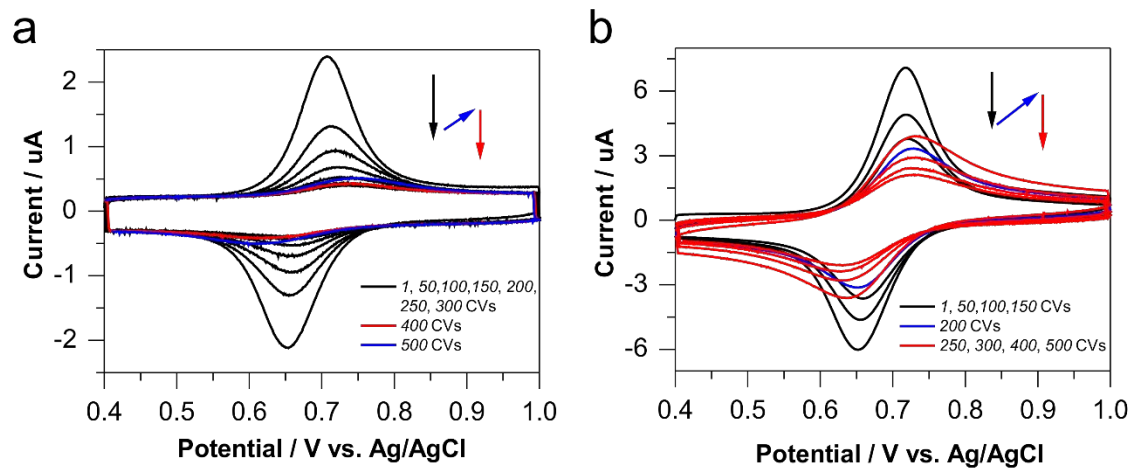 a
Current / uA
2
1
0
-1
-2
1, 50,100,150, 200,
250, 300 CVs
400 CVs
500 CVs
0.4 0.5 0.6 0.7 0.8 0.9 1.0
Potential / V vs. Ag/AgCl
b
Current / uA
6
3
0
-3
-6
1, 50,100,150 CVs
200 CVs
250, 300, 400, 500 CVs
0.4 0.5 0.6 0.7 0.8 0.9 1.0
Potential / V vs. Ag/AgCl